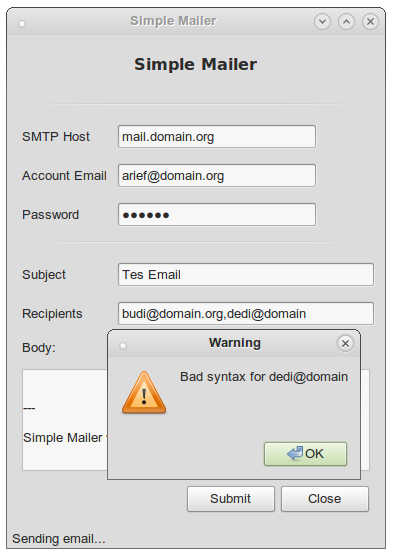 Simple Mailer
Simple Mailer
SMTP Host mail.domain.org
Account Email arief@domain.org
Password ●●●●●●
Subject Tes Email
Recipients budi@domain.org,dedi@domain
Body:
---
Simple Mailer
Warning
Bad syntax for dedi@domain
OK
Submit Close
Sending email...